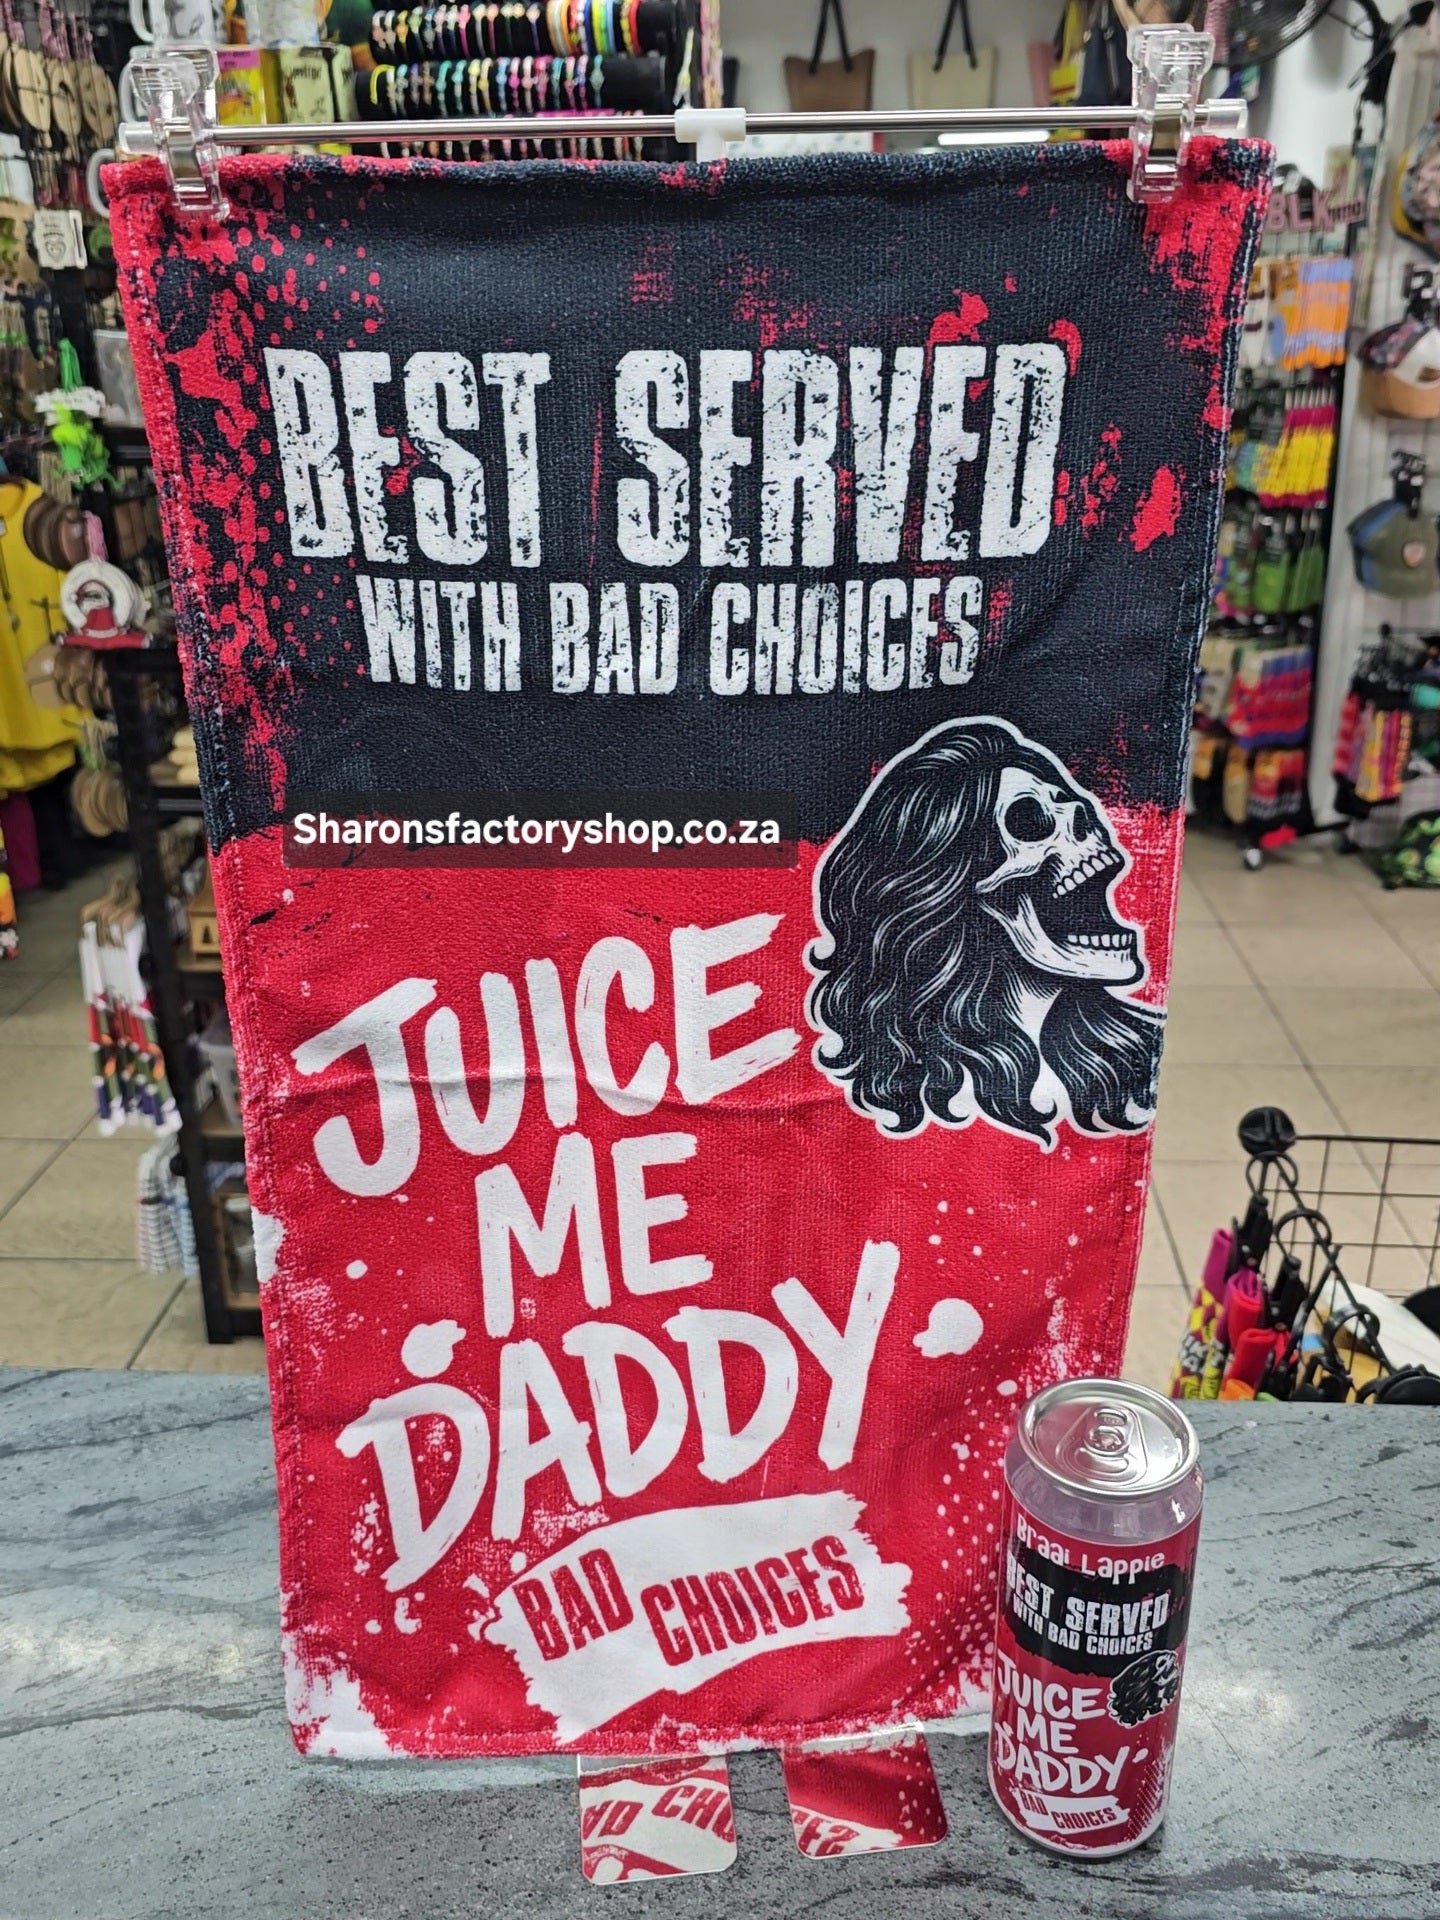 BEST SERVED
WITH BAD CHOICES
Sharonsfactoryshop.co.za
JUICE
ME
DADDY
BAD CHOICES
Braai Lappie
BEST SERVED
WITH BAD CHOICES
JUICE
ME
DADDY
BAD CHOICES